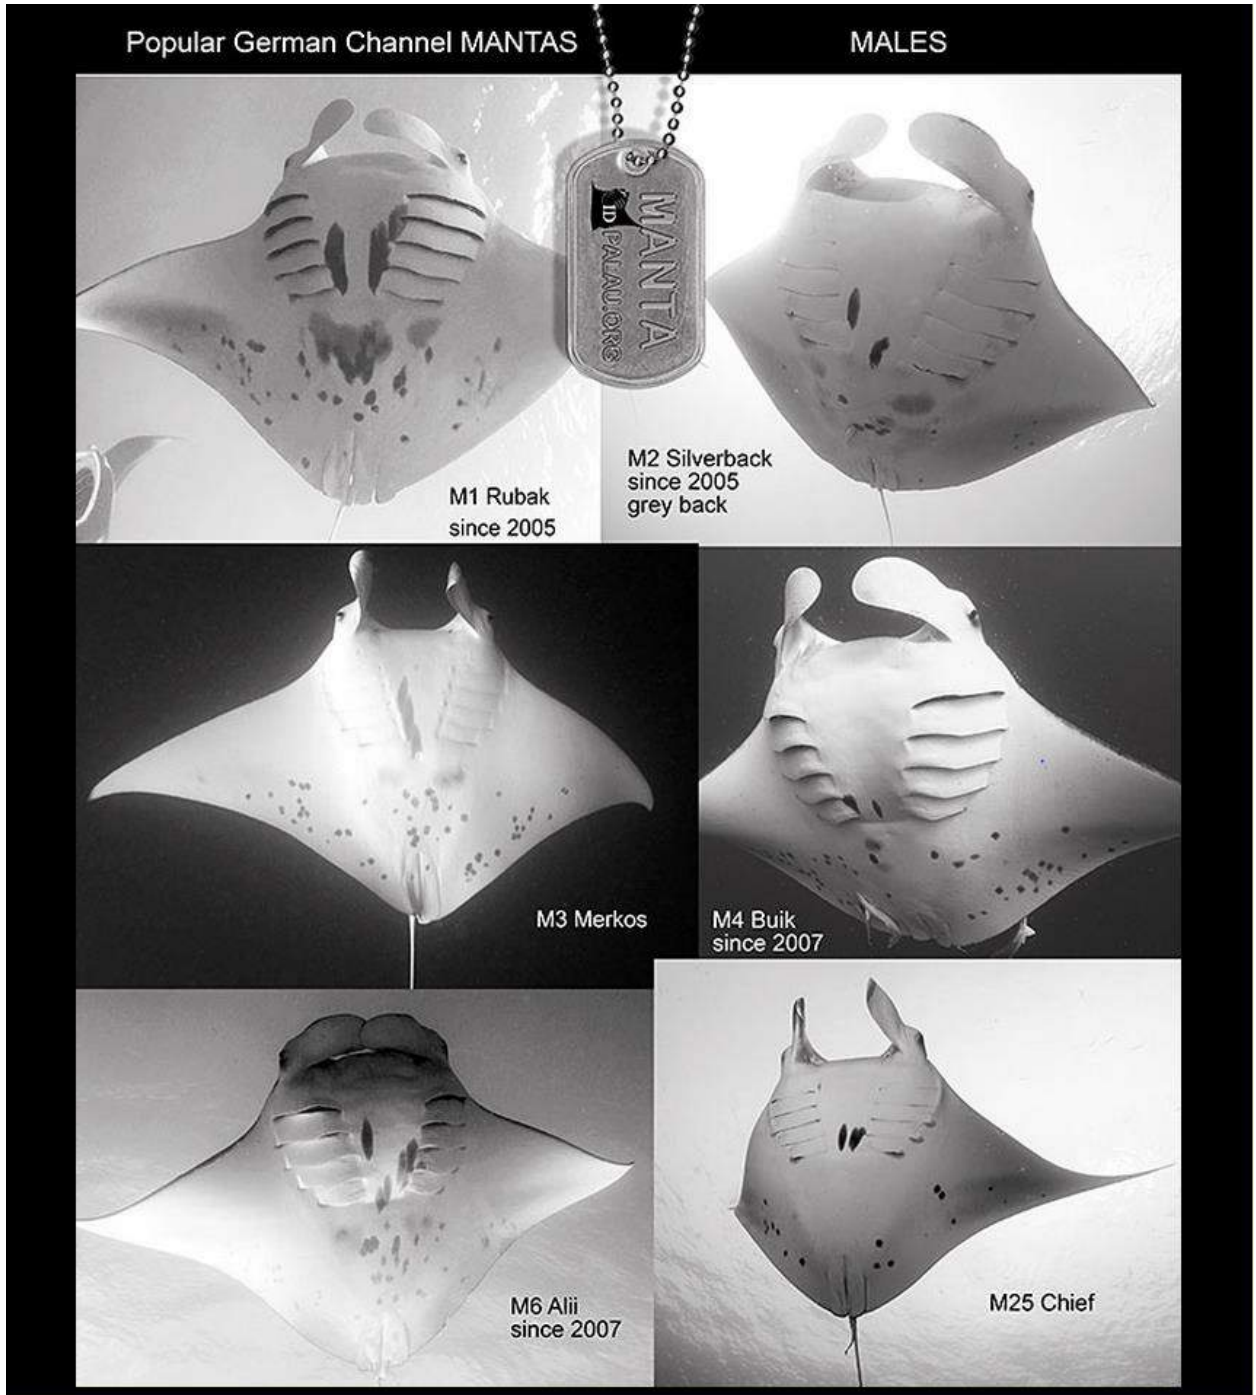 Popular German Channel MANTAS
MALES
MANTA
ID PALAU.ORG
M1 Rubak
since 2005
M2 Silverback
since 2005
grey back
M3 Merkos
M4 Buik
since 2007
M6 Alii
since 2007
M25 Chief